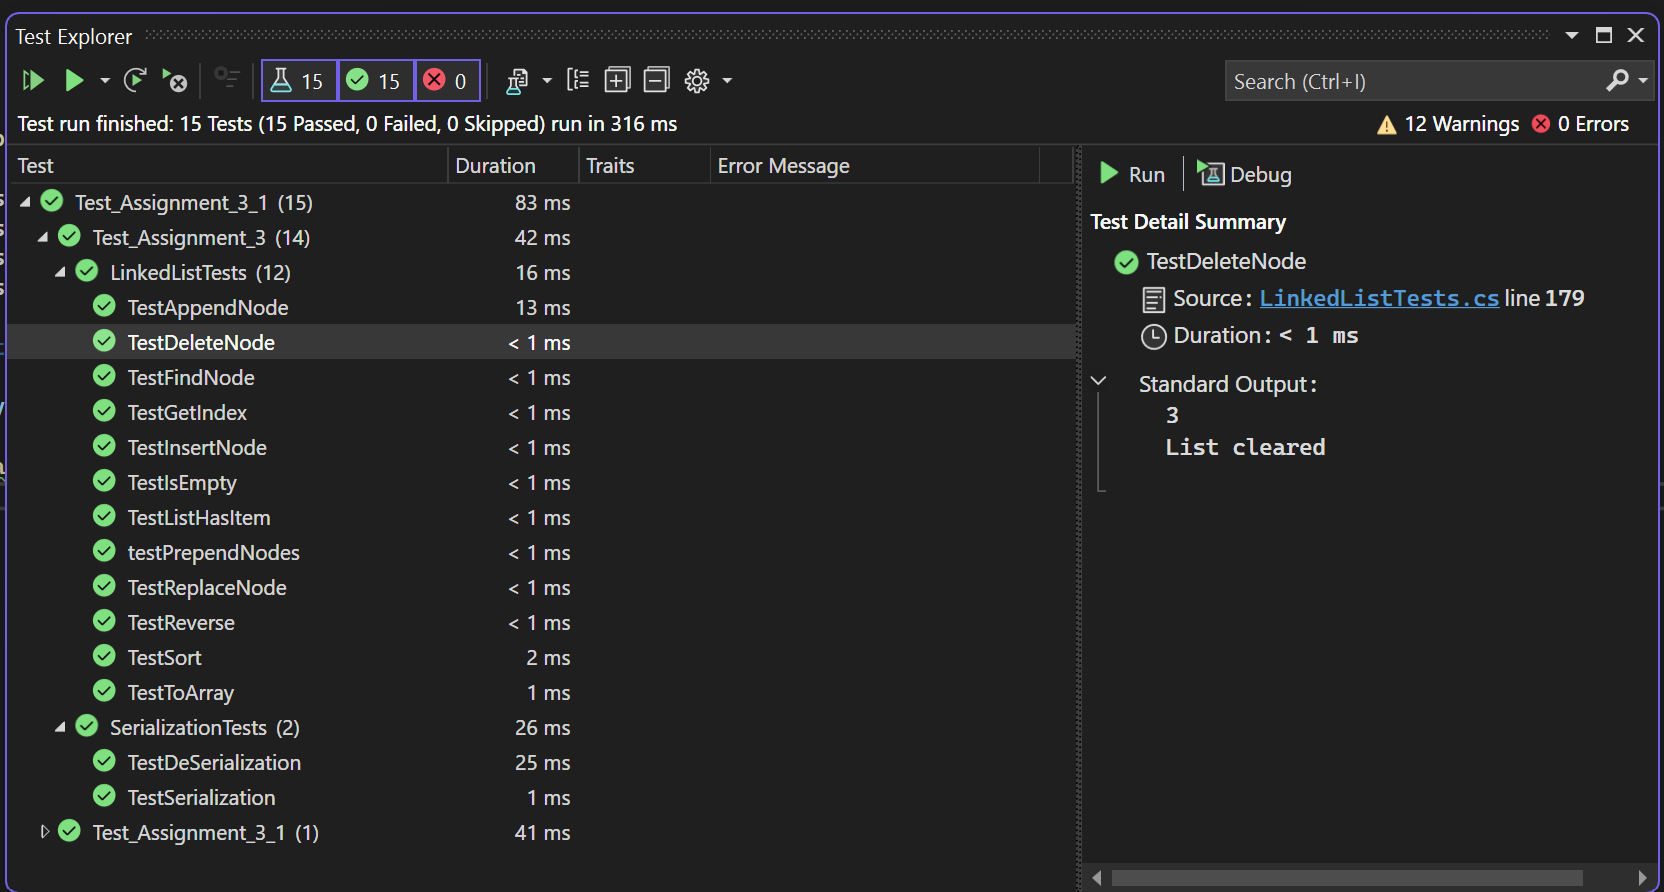 Test Explorer
15 15 0
Search (Ctrl+I)
Test run finished: 15 Tests (15 Passed, 0 Failed, 0 Skipped) run in 316 ms
12 Warnings 0 Errors
Test Duration Traits Error Message
Test_Assignment_3_1 (15) 83 ms
Test_Assignment_3 (14) 42 ms
LinkedListTests (12) 16 ms
TestAppendNode 13 ms
TestDeleteNode < 1 ms
TestFindNode < 1 ms
TestGetIndex < 1 ms
TestInsertNode < 1 ms
TestIsEmpty < 1 ms
TestListHasItem < 1 ms
testPrependNodes < 1 ms
TestReplaceNode < 1 ms
TestReverse < 1 ms
TestSort 2 ms
TestToArray 1 ms
SerializationTests (2) 26 ms
TestDeSerialization 25 ms
TestSerialization 1 ms
Test_Assignment_3_1 (1) 41 ms
Run Debug
Test Detail Summary
TestDeleteNode
Source: LinkedListTests.cs line 179
Duration: < 1 ms
Standard Output:
3
List cleared